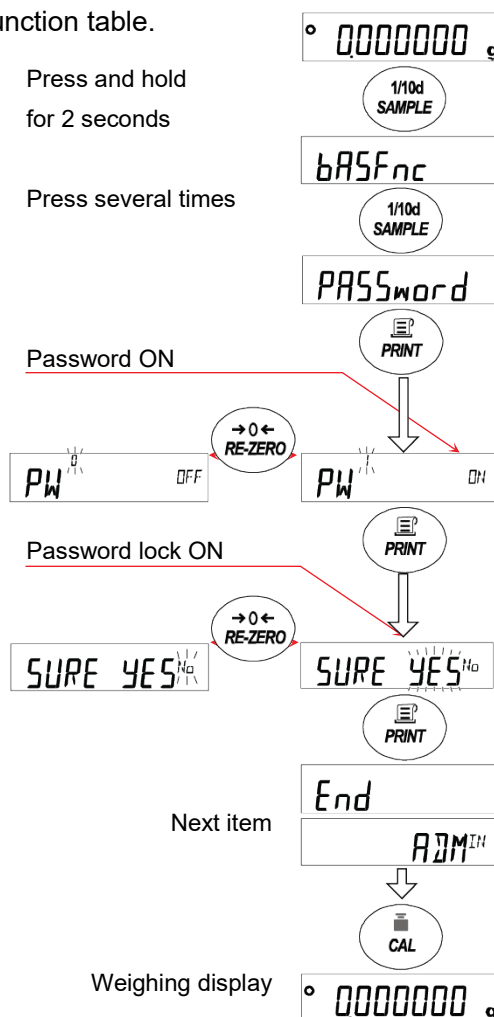 unction table.
0.000000 g
Press and hold
for 2 seconds
1/10d
SAMPLE
bASFnc
Press several times
1/10d
SAMPLE
PASSword
PRINT
Password ON
→0←
RE-ZERO
PW 0 OFF
PW 1 ON
PRINT
Password lock ON
→0←
RE-ZERO
SURE YES No
SURE YES No
PRINT
End
Next item
ADMIN
CAL
Weighing display
0000000 g